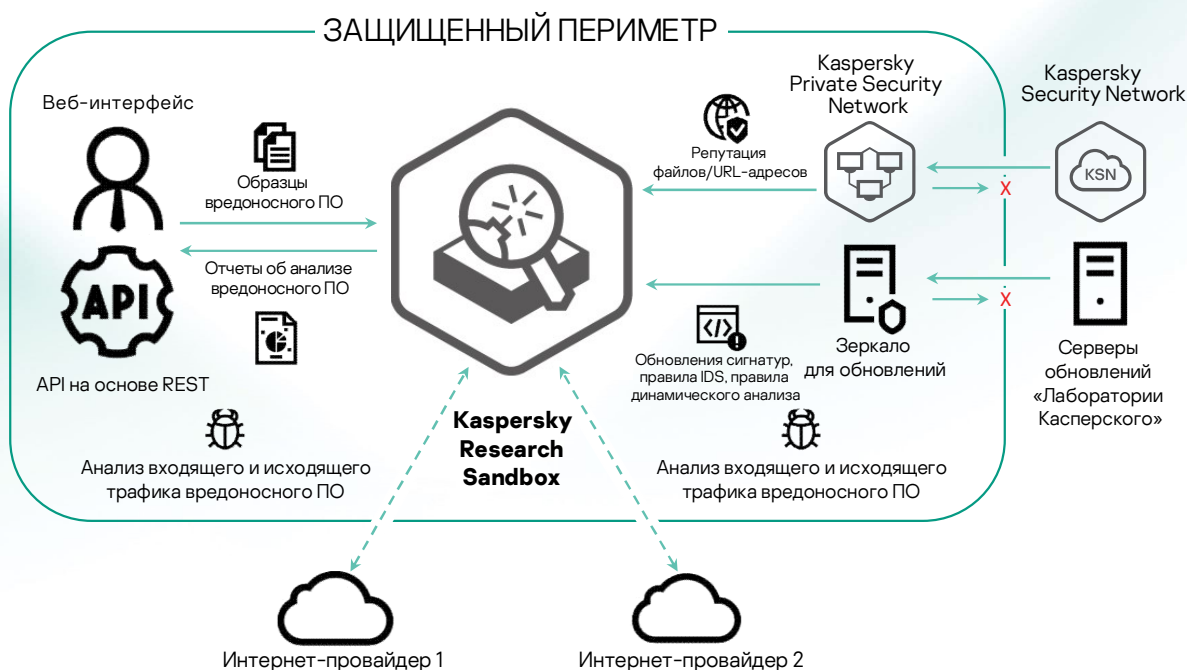 ЗАЩИЩЕННЫЙ ПЕРИМЕТР
Веб-интерфейс
Образцы
вредоносного ПО
Отчеты об анализе
вредоносного ПО
API
API на основе REST
Репутация
файлов/URL-адресов
Kaspersky
Private Security
Network
Kaspersky
Security Network
KSN
X
X
Обновления сигнатур,
правила IDS, правила
динамического анализа
Зеркало
для обновлений
Серверы
обновлений
«Лаборатории
Касперского»
Kaspersky
Research
Sandbox
Анализ входящего и исходящего
трафика вредоносного ПО
Анализ входящего и исходящего
трафика вредоносного ПО
Интернет-провайдер 1
Интернет-провайдер 2